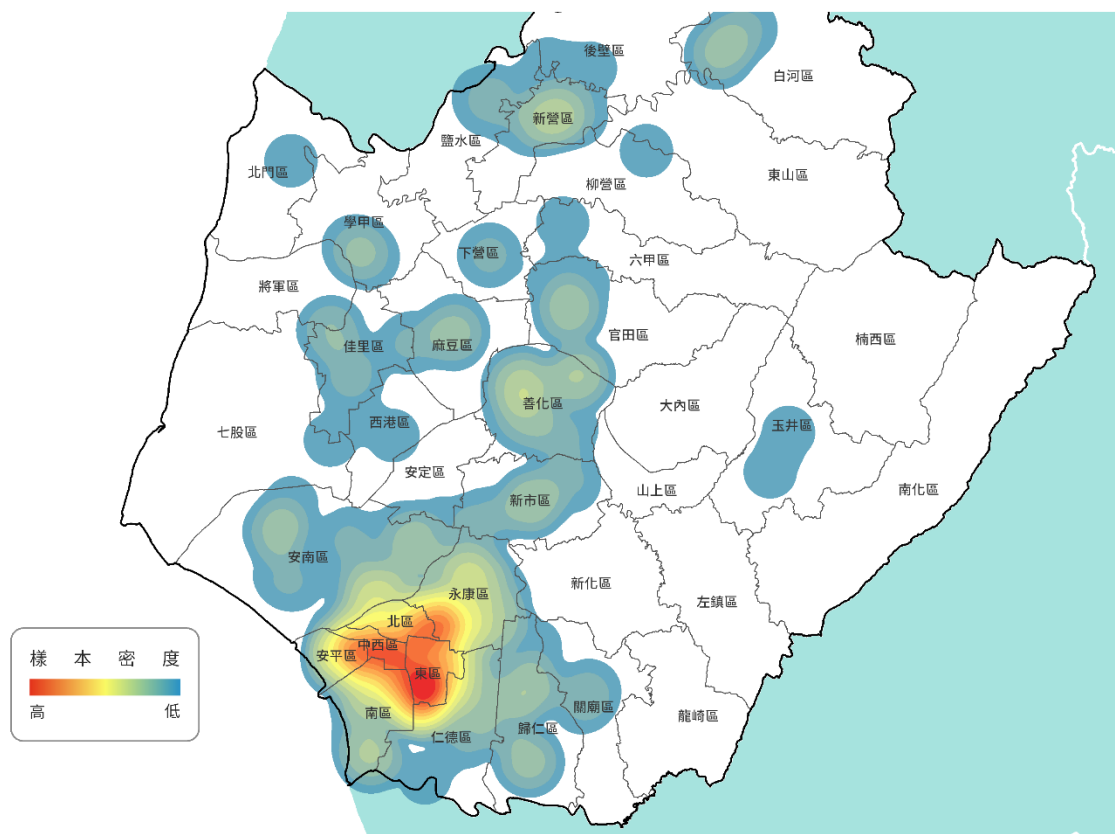 後壁區
白河區
新營區
鹽水區
北門區
柳營區
東山區
學甲區
下營區
六甲區
將軍區
官田區
楠西區
佳里區
麻豆區
善化區
大內區
西港區
玉井區
七股區
安定區
新市區
山上區
南化區
安南區
新化區
永康區
左鎮區
北區
中西區
安平區
東區
南區
關廟區
龍崎區
歸仁區
仁德區
樣本密度
高 低